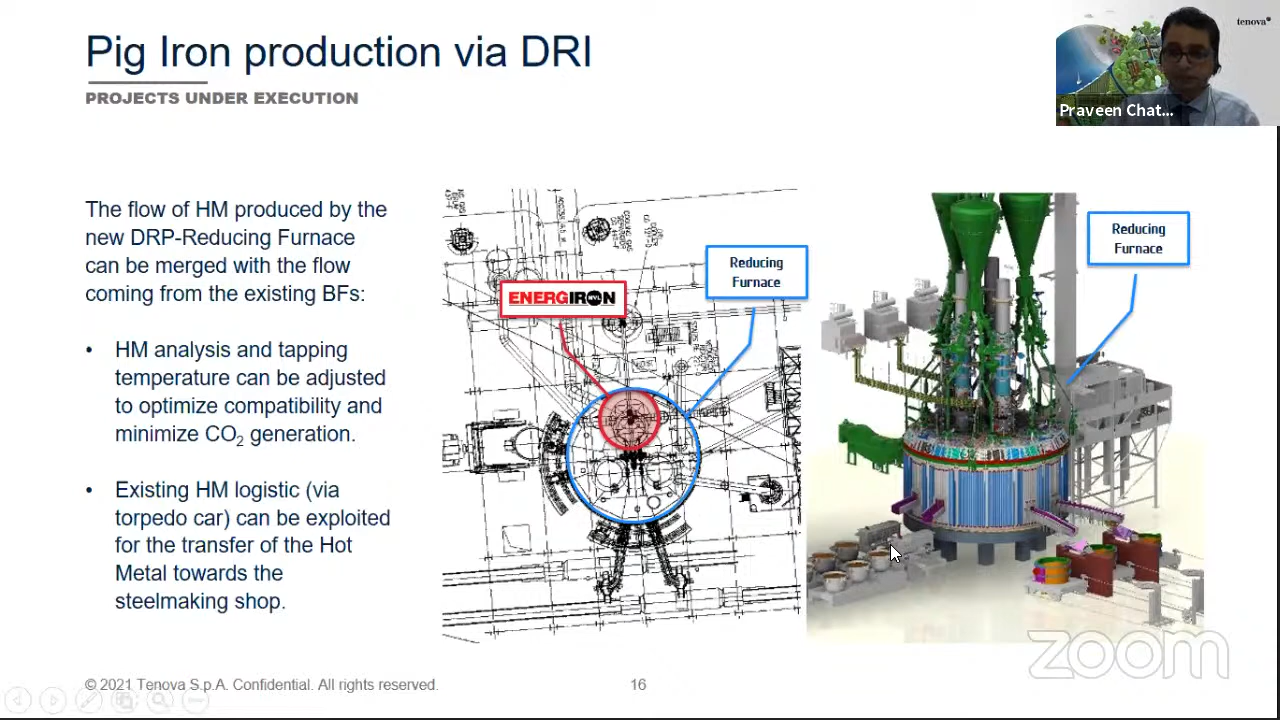 Pig Iron production via DRI
PROJECTS UNDER EXECUTION
tenova
Praveen Chat...
The flow of HM produced by the
new DRP-Reducing Furnace
can be merged with the flow
coming from the existing BFs:
• HM analysis and tapping
temperature can be adjusted
to optimize compatibility and
minimize CO2 generation.
• Existing HM logistic (via
torpedo car) can be exploited
for the transfer of the Hot
Metal towards the
steelmaking shop.
ENERGIRON
Reducing
Furnace
Reducing
Furnace
zoom
© 2021 Tenova S.p.A. Confidential. All rights reserved.
16